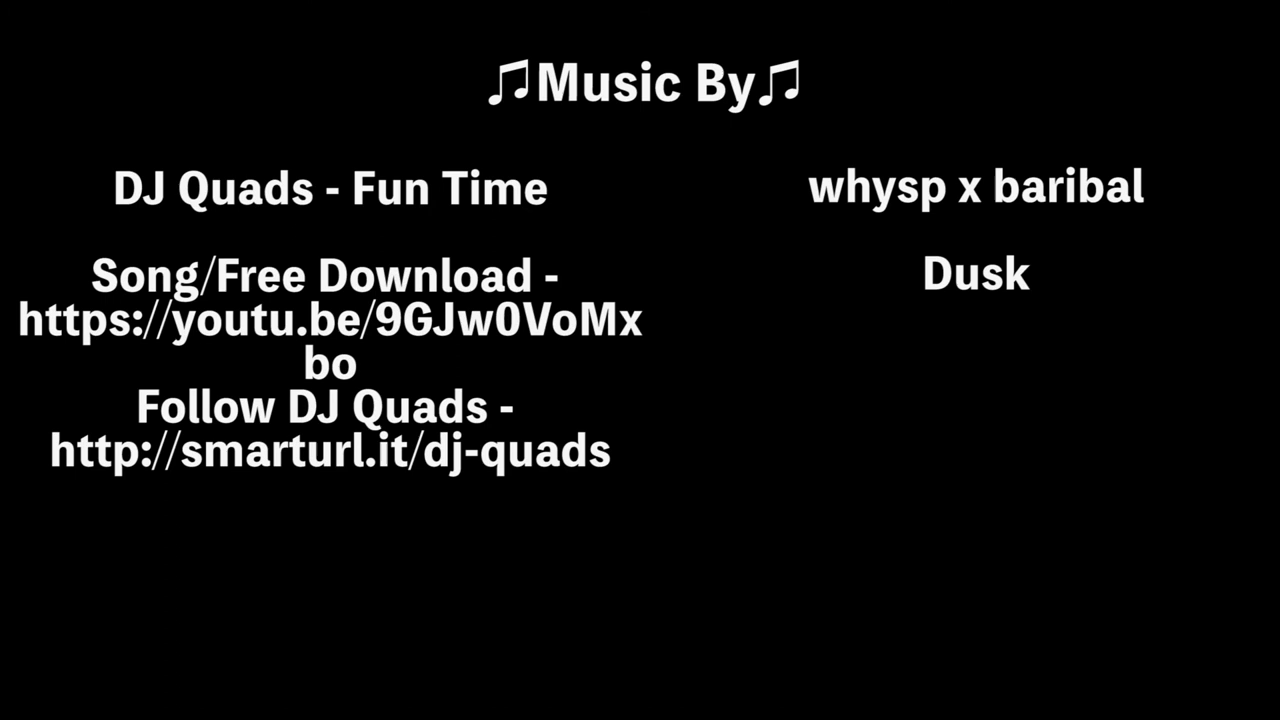 ♫Music By♫
DJ Quads - Fun Time
Song/Free Download -
https://youtu.be/9GJw0VoMx
bo
Follow DJ Quads -
http://smarturl.it/dj-quads
whysp x baribal
Dusk